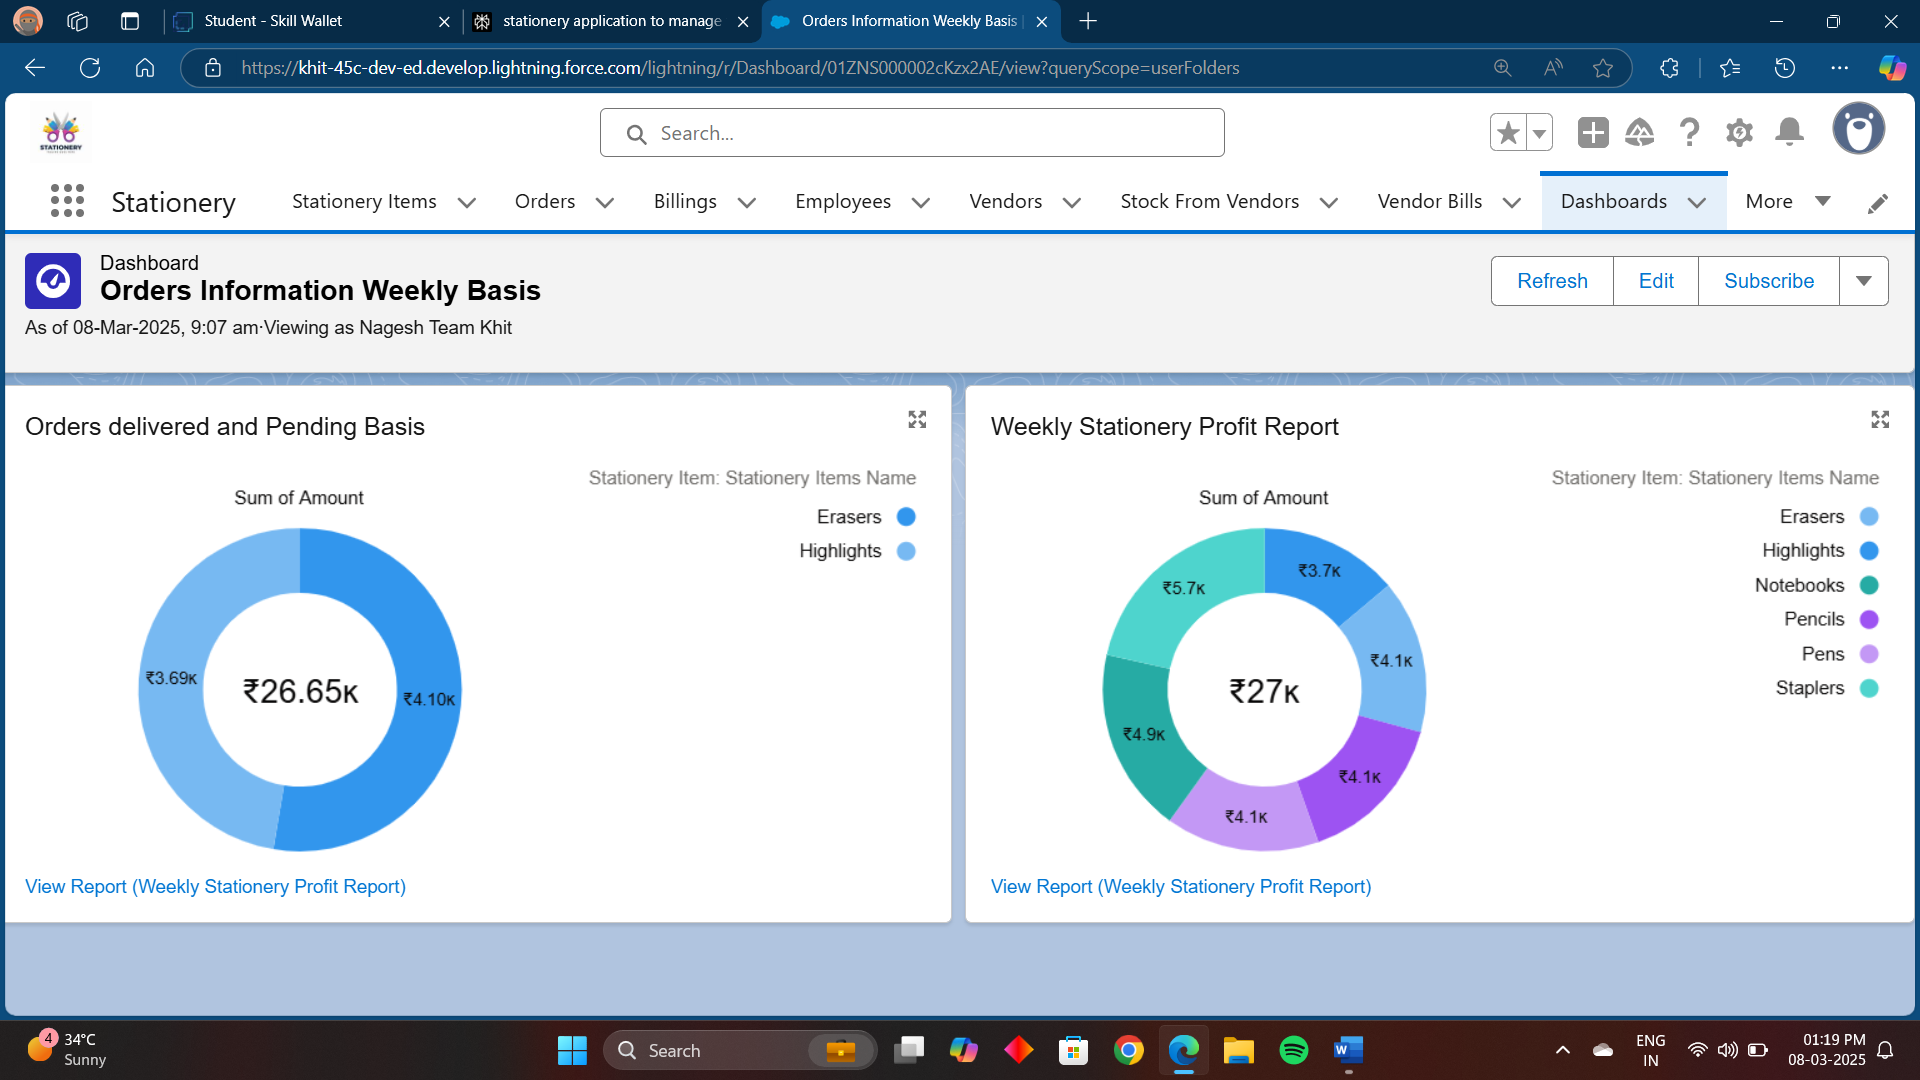 Student - Skill Wallet
stationery application to manage
Orders Information Weekly Basis
https://khit-45c-dev-ed.develop.lightning.force.com/lightning/r/Dashboard/01ZNS000002cKzx2AE/view?queryScope=userFolders
STATIONERY
Search...
Stationery
Stationery Items
Orders
Billings
Employees
Vendors
Stock From Vendors
Vendor Bills
Dashboards
More
Dashboard
Orders Information Weekly Basis
As of 08-Mar-2025, 9:07 am·Viewing as Nagesh Team Khit
Refresh
Edit
Subscribe
Orders delivered and Pending Basis
Stationery Item: Stationery Items Name
Sum of Amount
Erasers
Highlights
₹3.69K
₹26.65K
₹4.10K
View Report (Weekly Stationery Profit Report)
Weekly Stationery Profit Report
Stationery Item: Stationery Items Name
Sum of Amount
Erasers
Highlights
Notebooks
Pencils
Pens
Staplers
₹3.7K
₹5.7K
₹4.1K
₹27K
₹4.9K
₹4.1K
₹4.1K
View Report (Weekly Stationery Profit Report)
4
34°C
Sunny
Search
ENG
IN
01:19 PM
08-03-2025